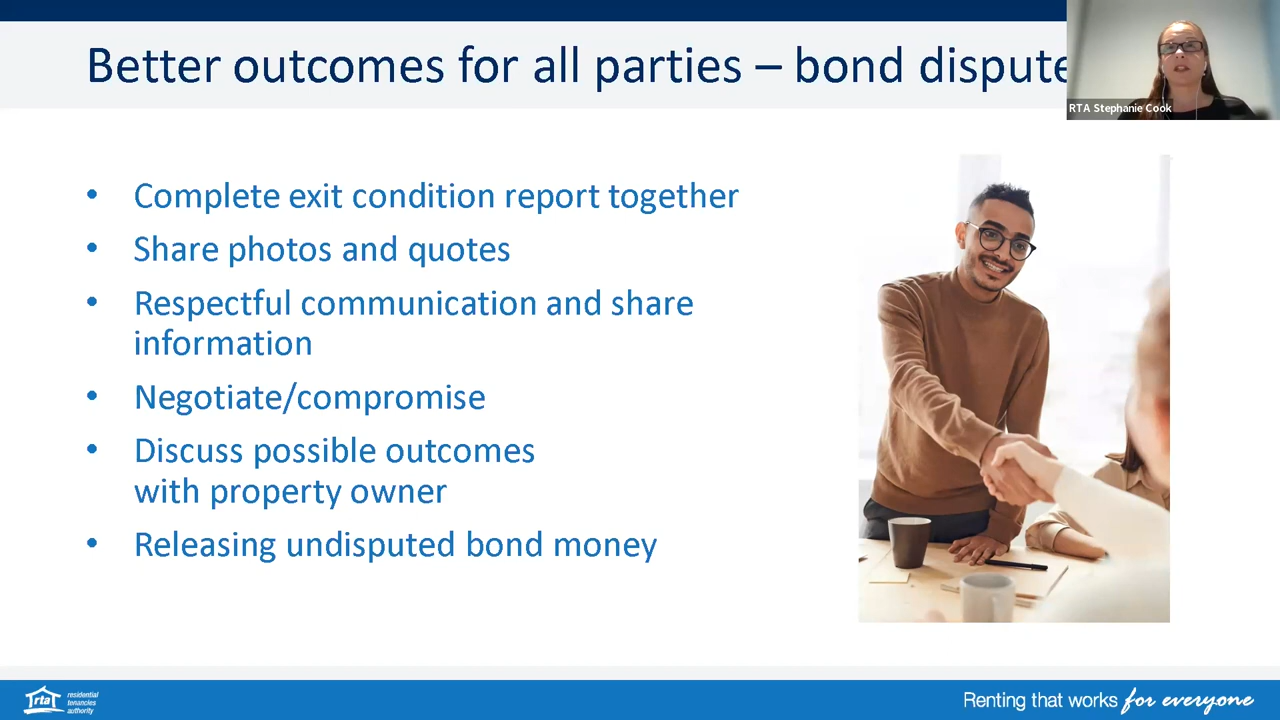 Better outcomes for all parties – bond dispute
RTA Stephanie Cook
• Complete exit condition report together
• Share photos and quotes
• Respectful communication and share
information
• Negotiate/compromise
• Discuss possible outcomes
with property owner
• Releasing undisputed bond money
rta
residential
tenancies
authority
Renting that works for everyone